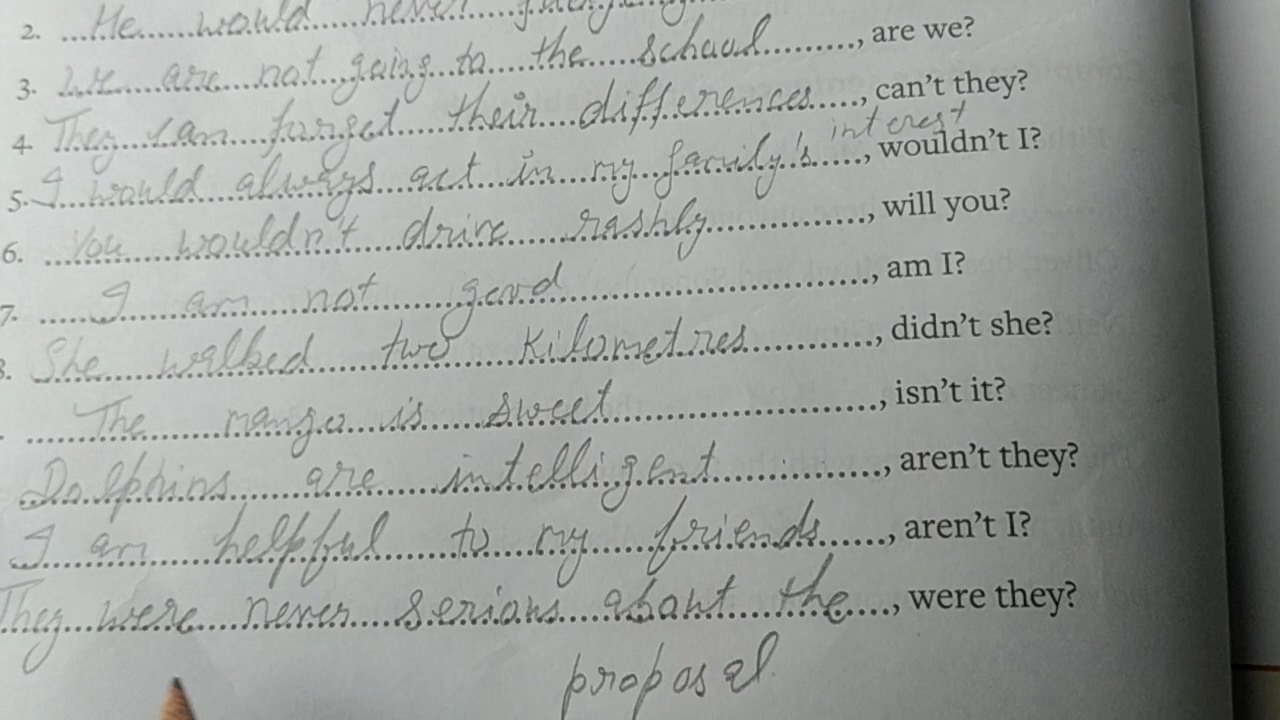 2. He would never
3. We are not going to the school, are we?
4. They can forget their differences, can't they?
interest
5. I would always act in my family's, wouldn't I?
6. You wouldn't drive rashly, will you?
7. I am not good, am I?
She walked two Kilometres, didn't she?
The mango is sweet, isn't it?
Dolphins are intelligent, aren't they?
I am helpful to my friends, aren't I?
They were never serious about the, were they?
proposal